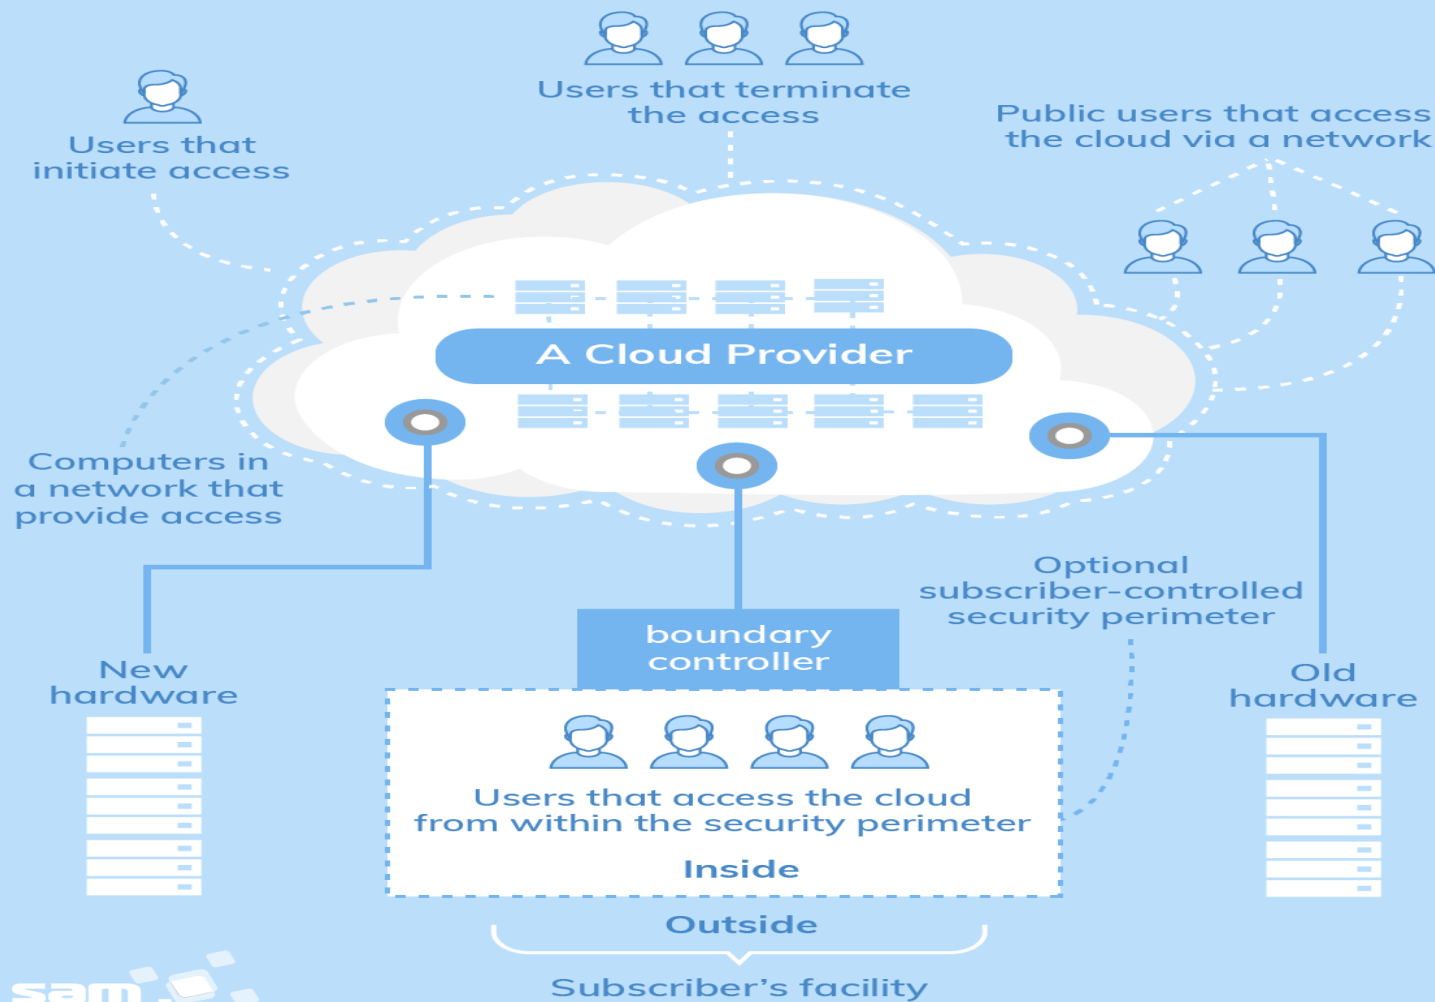 Users that terminate
the access
Users that
initiate access
Public users that access
the cloud via a network
A Cloud Provider
Computers in
a network that
provide access
Optional
subscriber-controlled
security perimeter
boundary
controller
New
hardware
Old
hardware
Users that access the cloud
from within the security perimeter
Inside
Outside
Subscriber's facility
sam